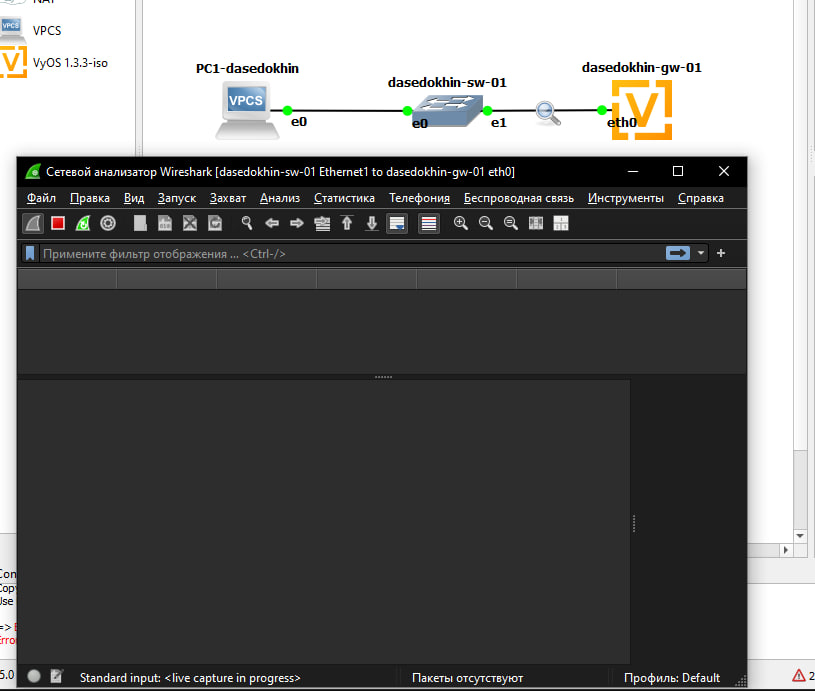 NAT
VPCS
VyOS 1.3.3-iso
PC1-dasedokhin
dasedokhin-sw-01
dasedokhin-gw-01
VPCS
e0
e0
e1
eth0
Сетевой анализатор Wireshark [dasedokhin-sw-01 Ethernet1 to dasedokhin-gw-01 eth0]
Файл Правка Вид Запуск Захват Анализ Статистика Телефония Беспроводная связь Инструменты Справка
Примените фильтр отображения ... <Ctrl-/>
Con
Copy
Use
=>
Erro
5.0
Standard input: <live capture in progress>
Пакеты отсутствуют
Профиль: Default
2